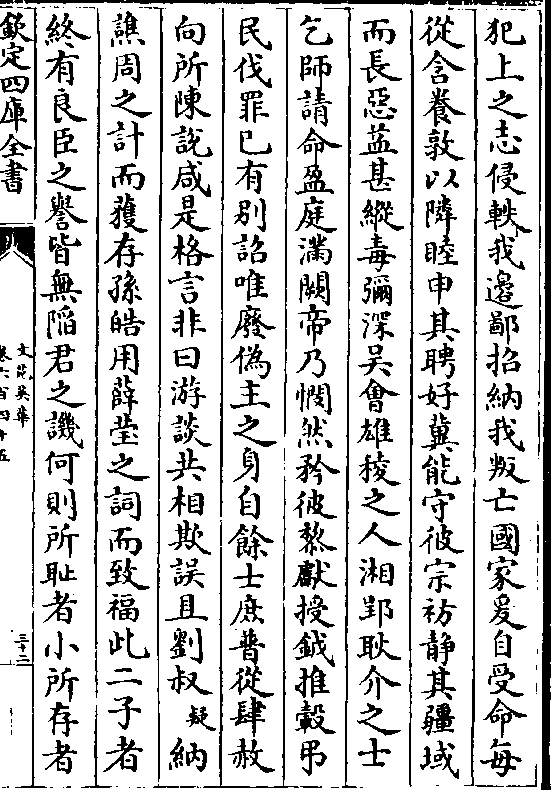 犯上之志侵軼我邊鄙招納我叛亡國家爰自受命每
從含養敦以隣睦申其聘好冀能守彼宗祊静其疆域
而長惡茲甚縱毒彌深吳會雄稜之人湘郢耿介之士
乞師請命盈庭滿闕帝乃憫然矜彼黎獻授鉞推轂弔
民伐罪已有别詔唯廢偽主之身自餘士庶普從肆赦
向所陳說咸是格言非曰游談共相欺誤且劉叔疑納
譙周之計而獲存孫皓用薛瑩之詞而致福此二子者
終有良臣之譽皆無陷君之譏何則所耻者小所存者
欽定四庫全書
文苑英華
卷六百四十五
三十二